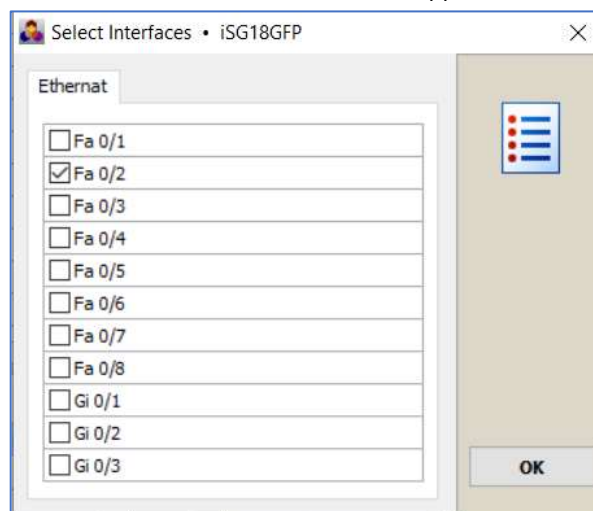 Select Interfaces • iSG18GFP
Ethernat
Fa 0/1
Fa 0/2
Fa 0/3
Fa 0/4
Fa 0/5
Fa 0/6
Fa 0/7
Fa 0/8
Gi 0/1
Gi 0/2
Gi 0/3
OK